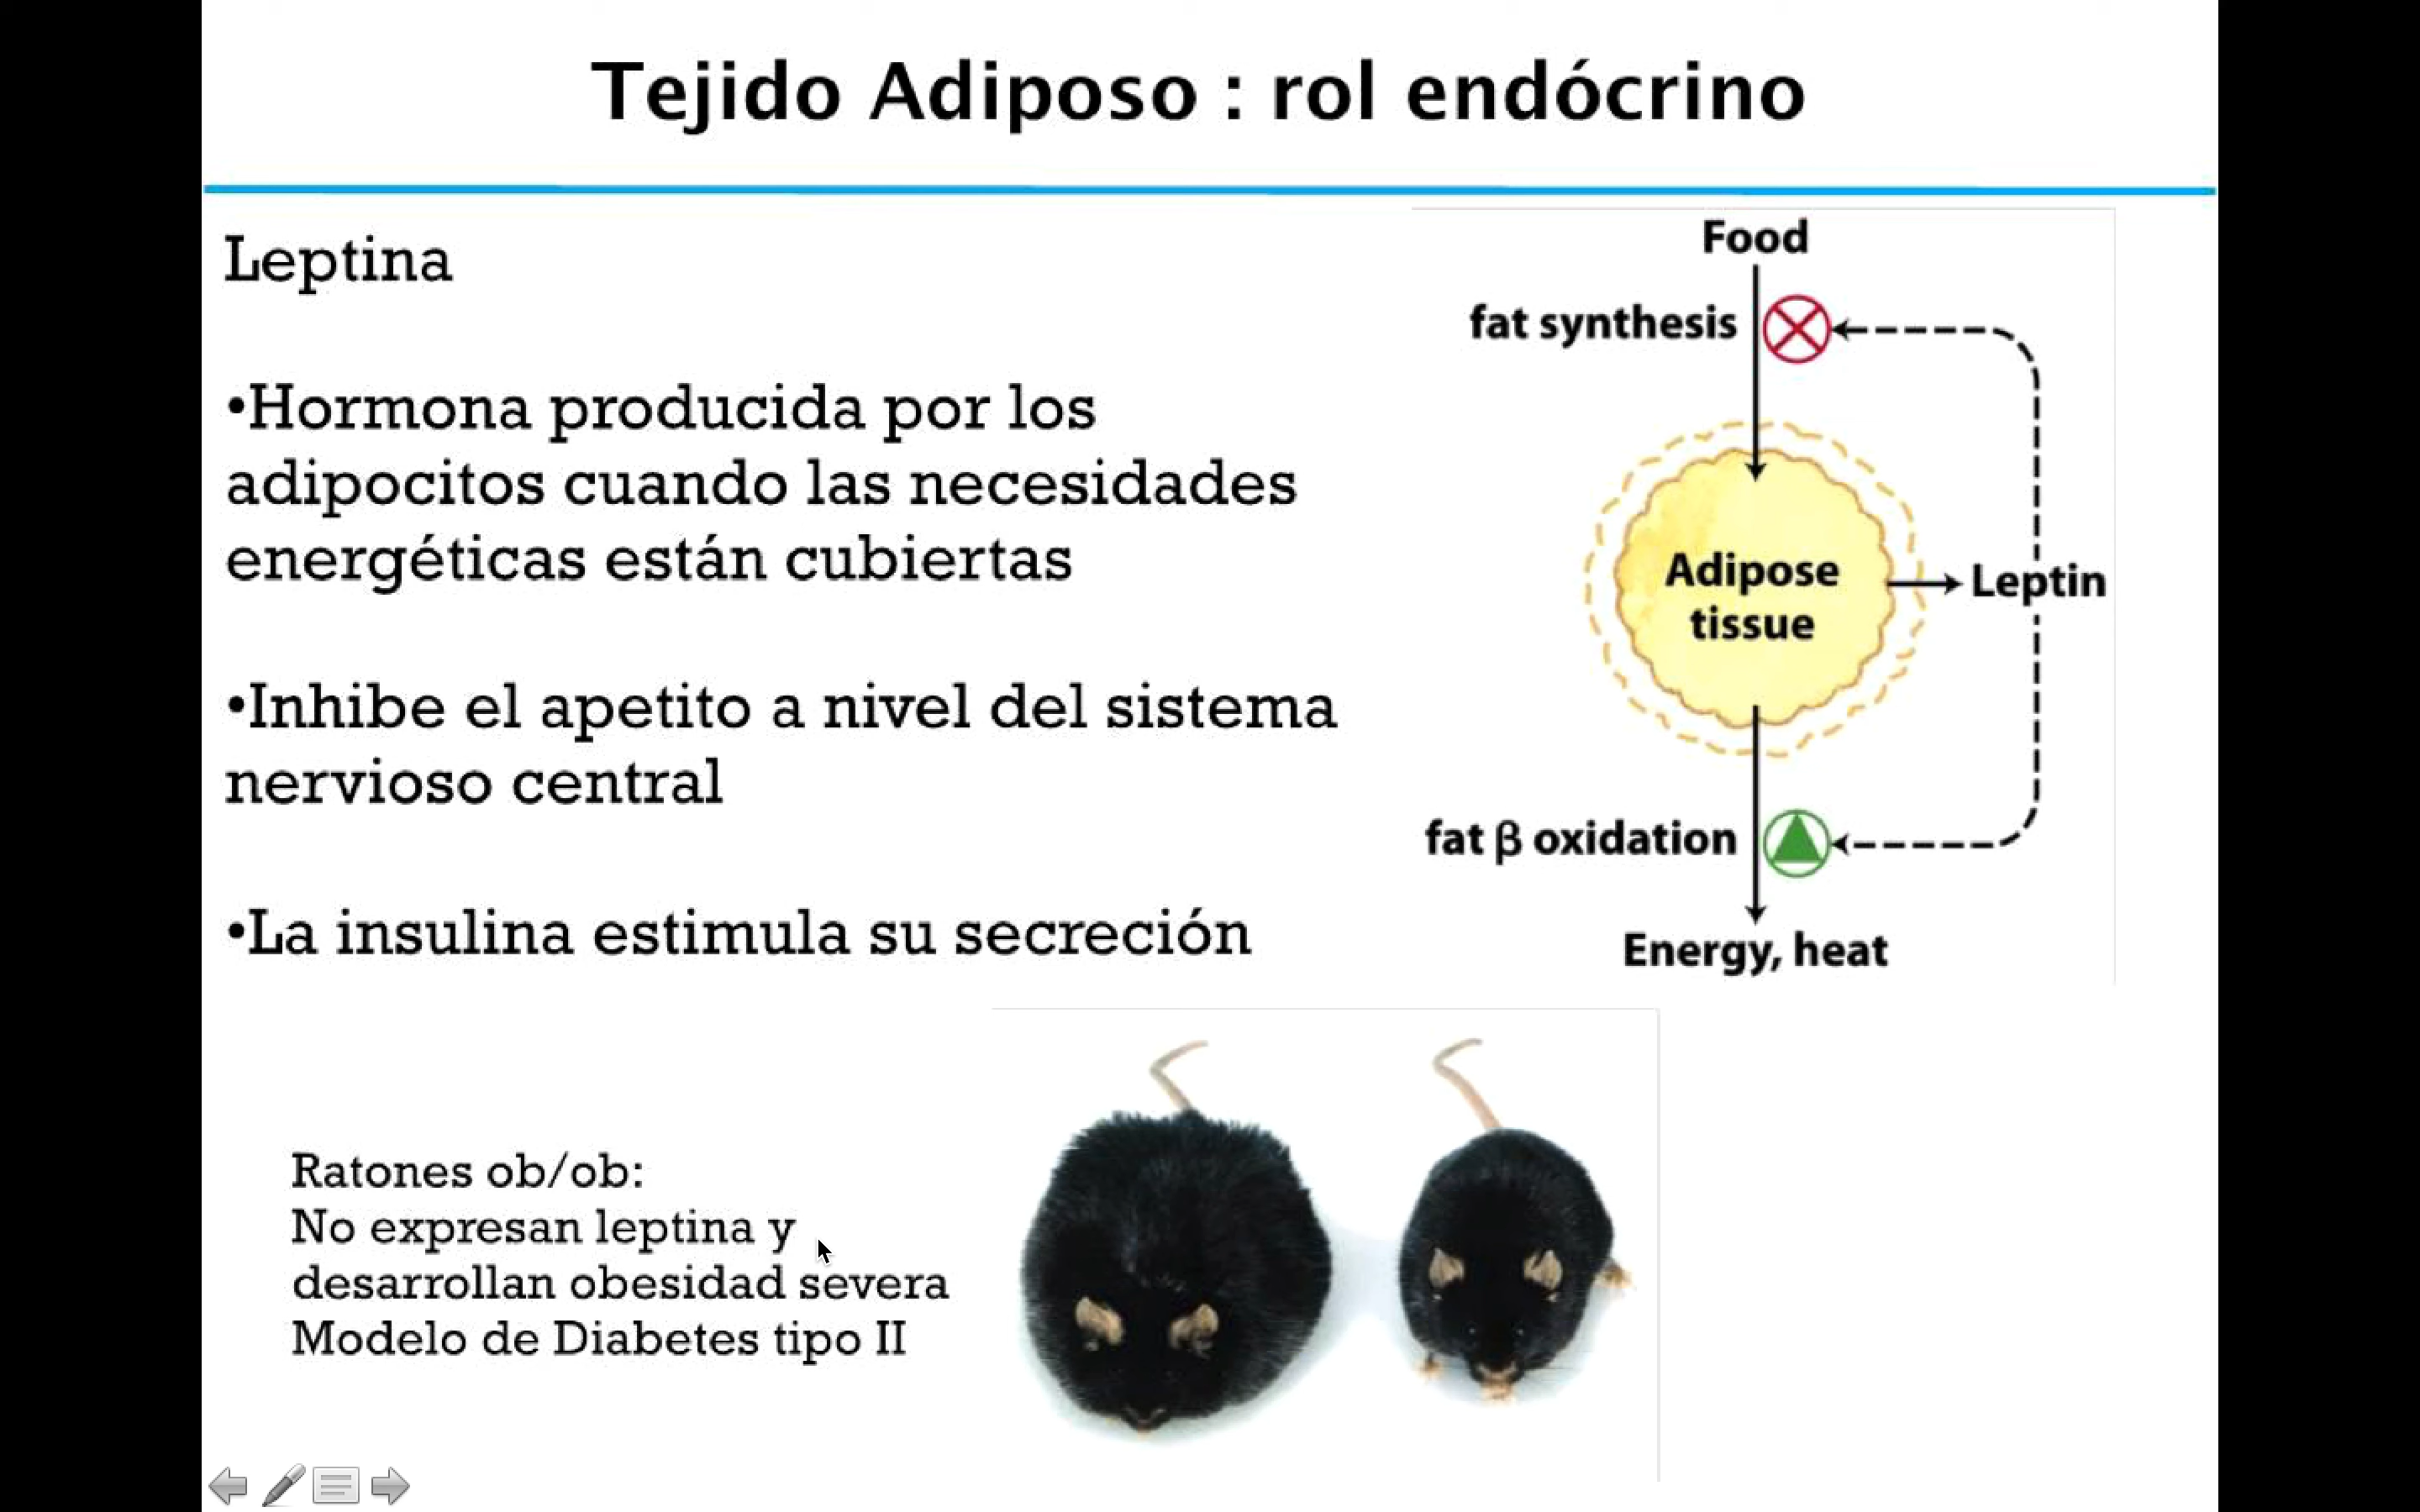 Tejido Adiposo : rol endócrino
Leptina
•Hormona producida por los
adipocitos cuando las necesidades
energéticas están cubiertas
•Inhibe el apetito a nivel del sistema
nervioso central
•La insulina estimula su secreción
Food
fat synthesis
Adipose
tissue
Leptin
fat β oxidation
Energy, heat
Ratones ob/ob:
No expresan leptina y
desarrollan obesidad severa
Modelo de Diabetes tipo II